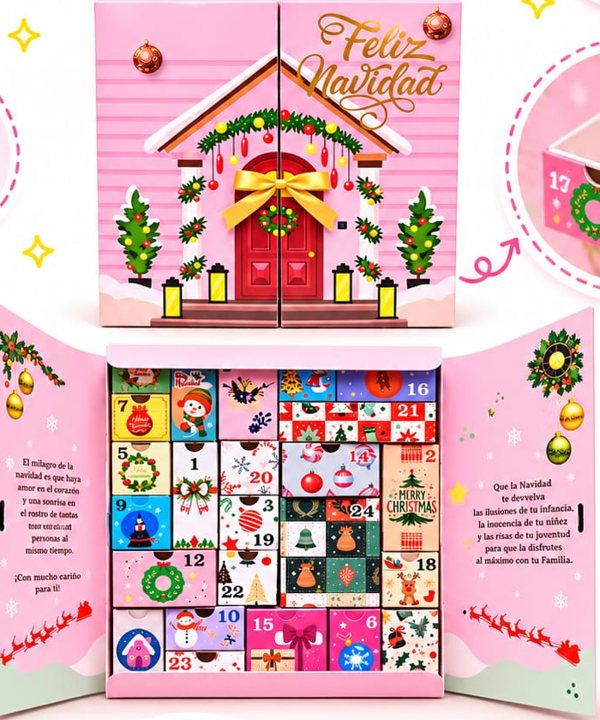 Feliz
Navidad
17
El milagro de la
navidad es que haya
amor en el corazón
y una sonrisa en
el rostro de tantas
personas al
mismo tiempo.
¡Con mucho cariño
para ti!
16
7
21
5
1
20
14
2
MERRY
CHRISTMAS
9
3
19
24
12
22
18
10
23
15
6
Que la Navidad
te devvelva
las ilusiones de tu infancia,
la inocencia de tu niñez
y las risas de tu juventud
para que la disfrutes
al máximo con tu Familia.